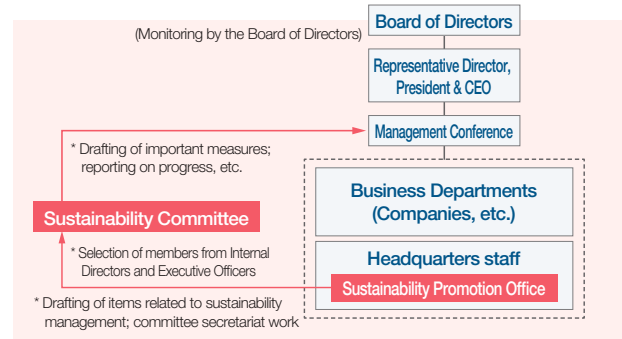 Board of Directors
(Monitoring by the Board of Directors)
Representative Director,
President & CEO
Management Conference
* Drafting of important measures;
reporting on progress, etc.
Business Departments
(Companies, etc.)
Sustainability Committee
* Selection of members from Internal
Directors and Executive Officers
Headquarters staff
Sustainability Promotion Office
* Drafting of items related to sustainability
management; committee secretariat work